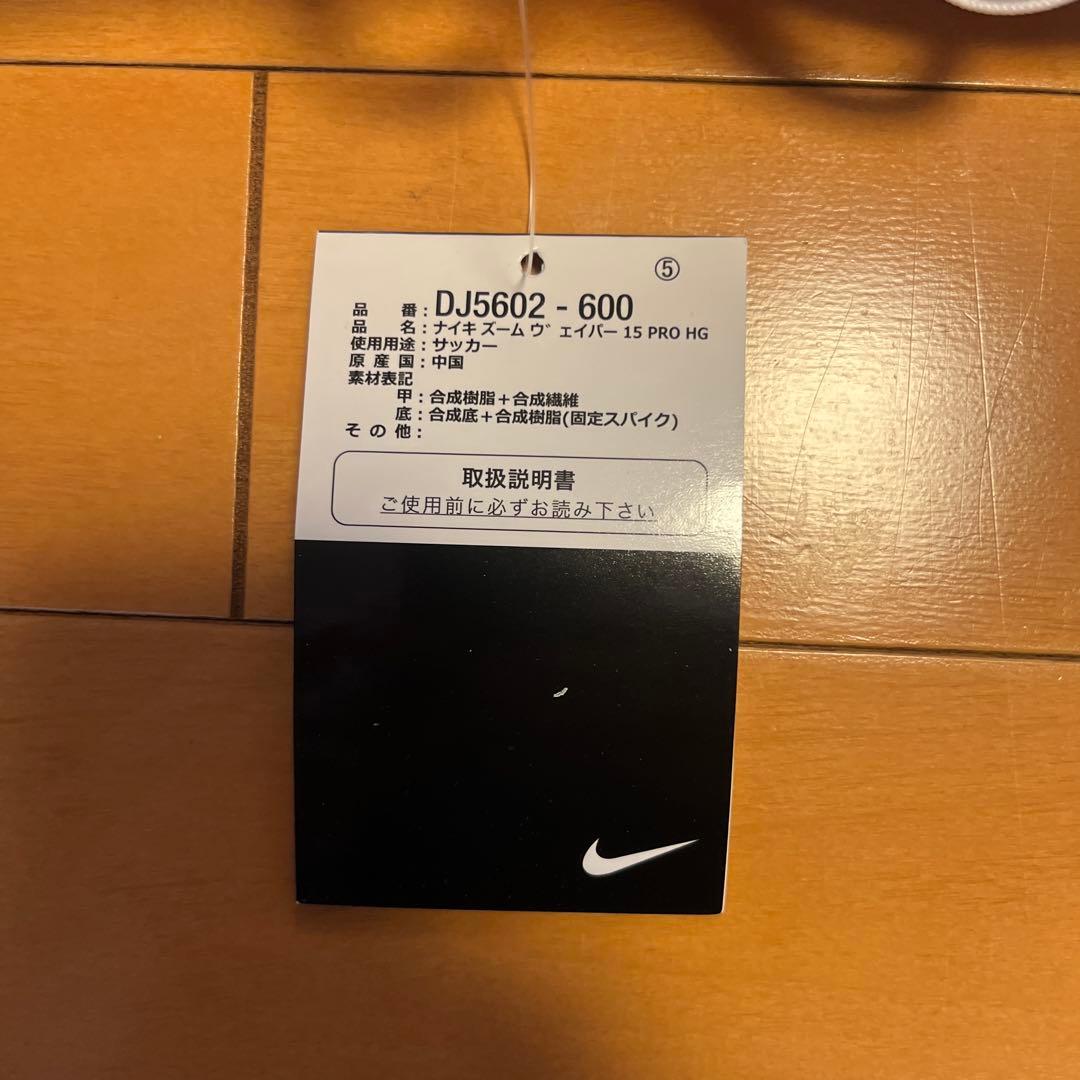 ⑤
品 番：DJ5602 - 600
品 名：ナイキ ズーム ヴェイパー 15 PRO HG
使用用途：サッカー
原 産 国：中国
素材表記
甲：合成樹脂＋合成繊維
底：合成底＋合成樹脂(固定スパイク)
そ の 他：
取扱説明書
ご使用前に必ずお読み下さい